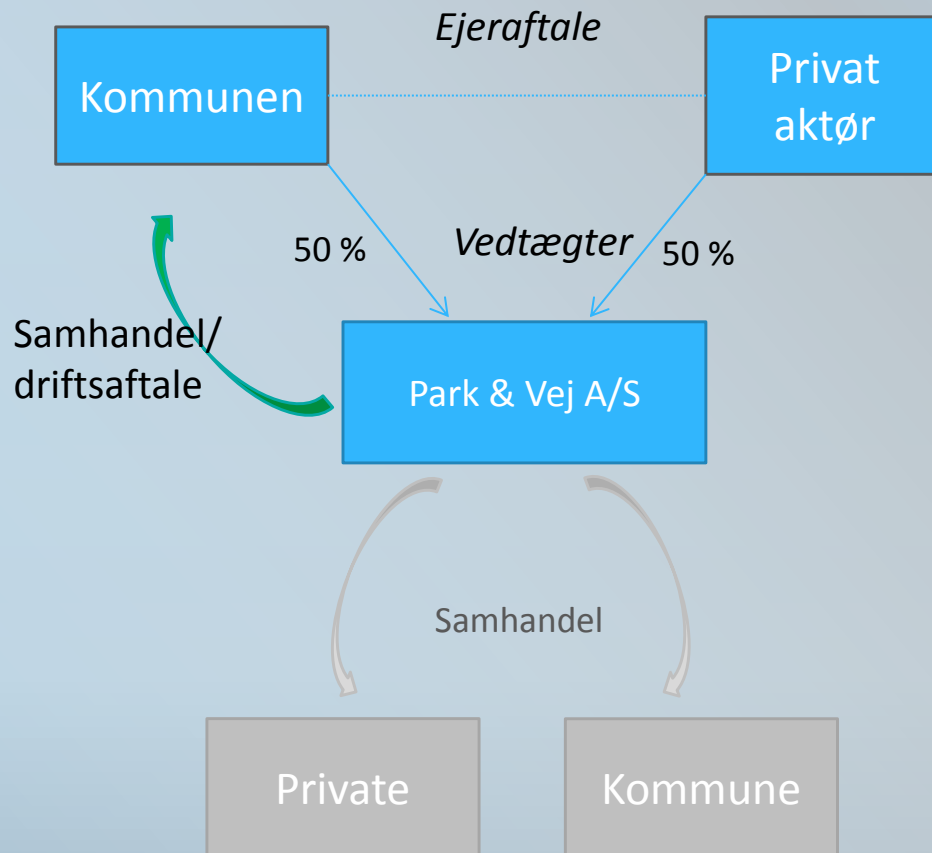 Ejeraftale
Kommunen
Privat
aktør
50 %
Vedtægter
50 %
Samhandel/
driftsaftale
Park & Vej A/S
Samhandel
Private
Kommune